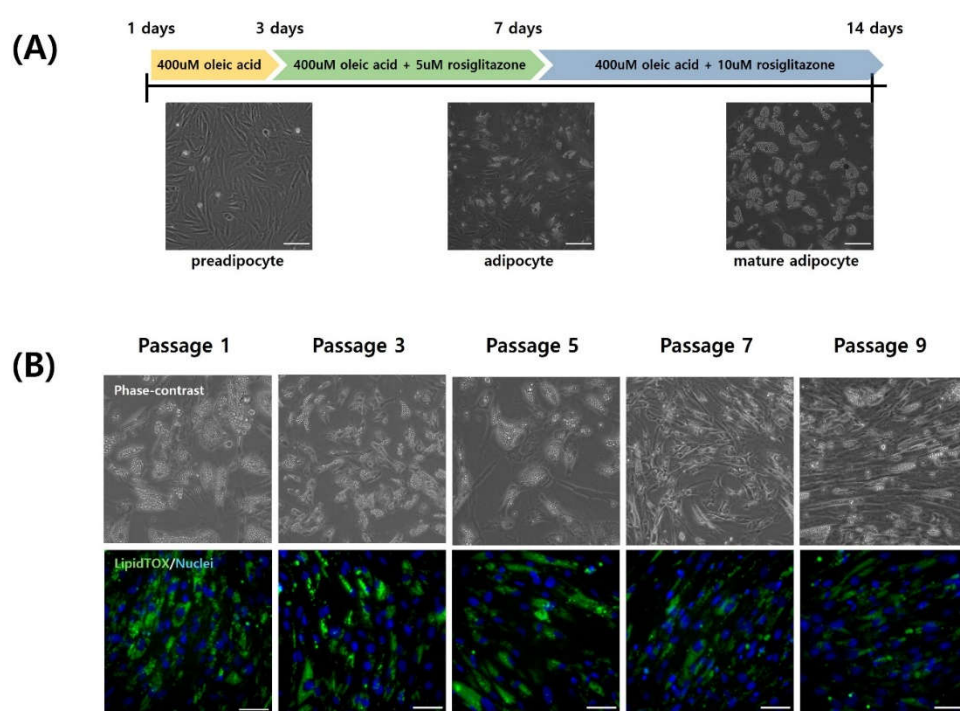 (A)
1 days 3 days 7 days 14 days
400uM oleic acid 400uM oleic acid + 5uM rosiglitazone 400uM oleic acid + 10uM rosiglitazone
preadipocyte adipocyte mature adipocyte
(B)
Passage 1 Passage 3 Passage 5 Passage 7 Passage 9
Phase-contrast
LipidTOX/Nuclei